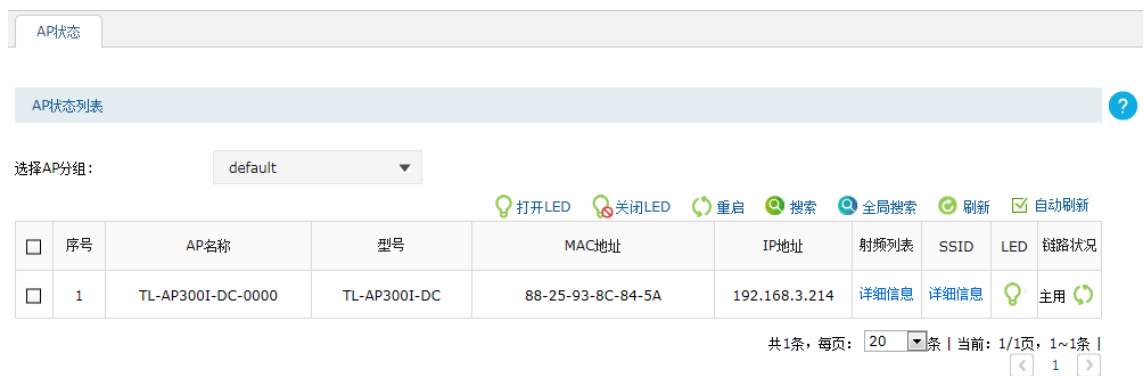 AP状态
AP状态列表
?
选择AP分组: default
打开LED 关闭LED 重启 搜索 全局搜索 刷新 自动刷新
序号 AP名称 型号 MAC地址 IP地址 射频列表 SSID LED 链路状况
1 TL-AP300I-DC-0000 TL-AP300I-DC 88-25-93-8C-84-5A 192.168.3.214 详细信息 详细信息 主用
共1条，每页: 20 条 | 当前: 1/1页，1~1条 |
< 1 >